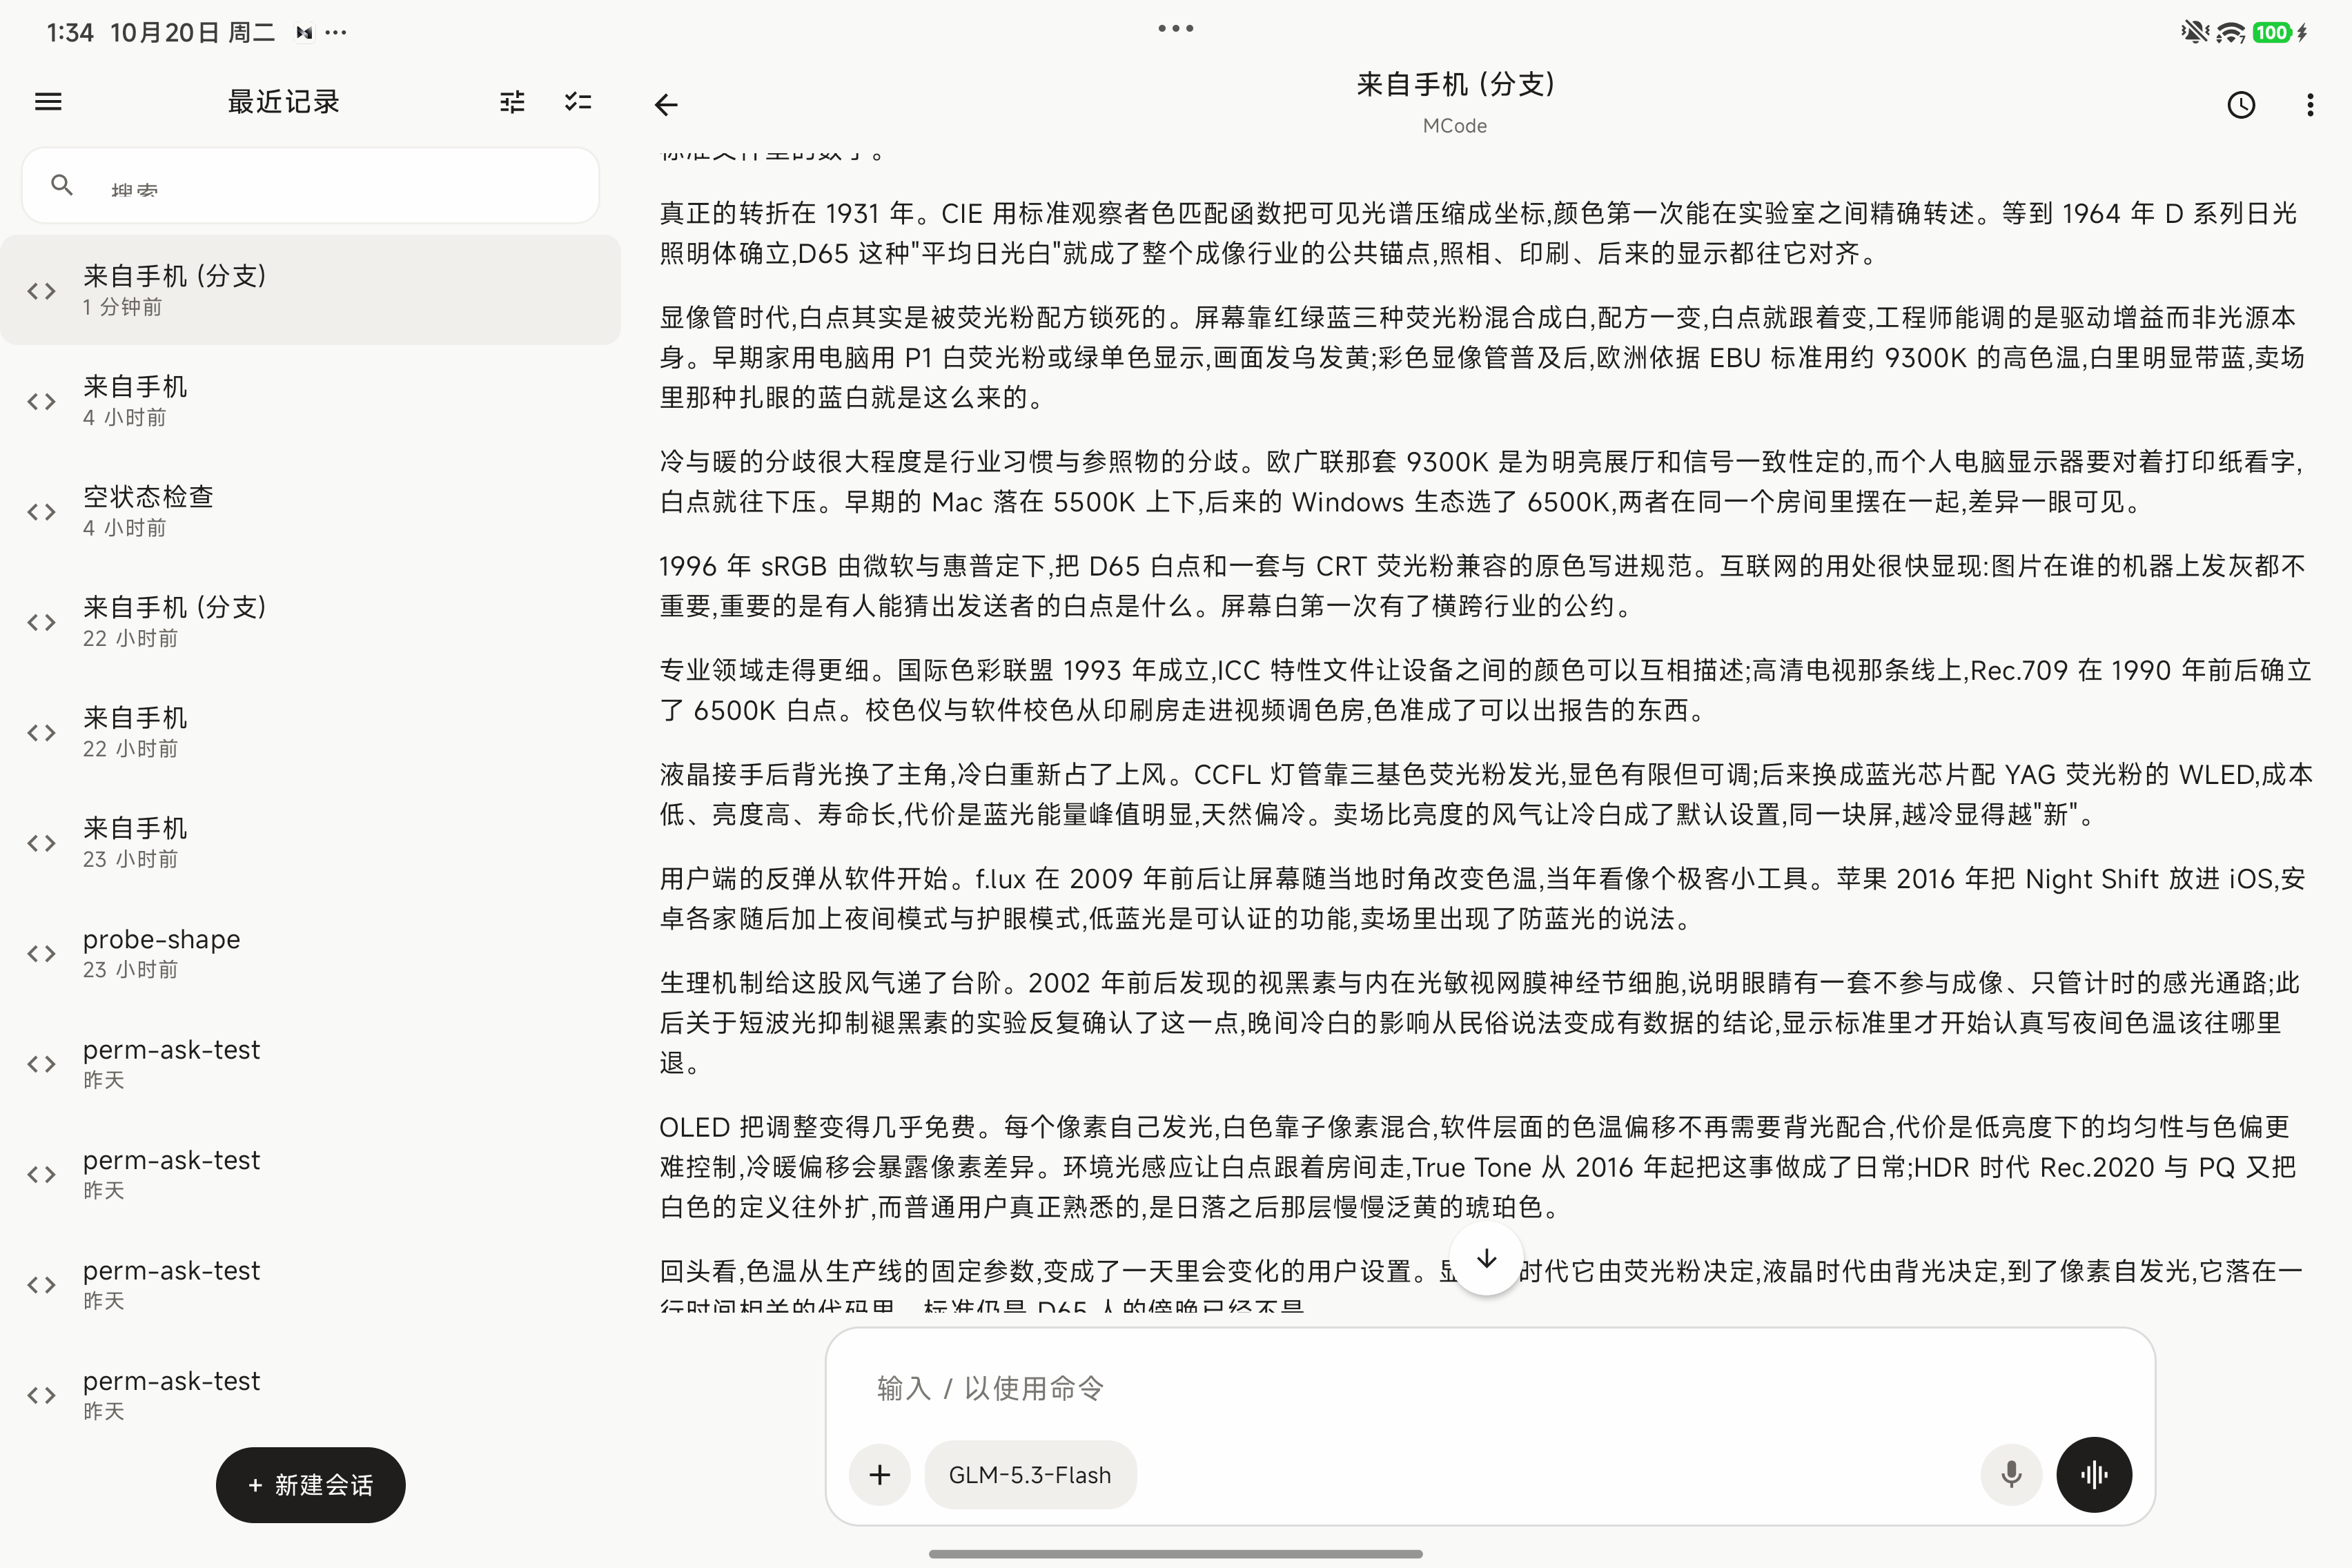 1:34 10月20日 周二
100
最近记录
搜索
来自手机 (分支)
1 分钟前
来自手机
4 小时前
空状态检查
4 小时前
来自手机 (分支)
22 小时前
来自手机
22 小时前
来自手机
23 小时前
probe-shape
23 小时前
perm-ask-test
昨天
perm-ask-test
昨天
perm-ask-test
昨天
perm-ask-test
昨天
+ 新建会话
来自手机 (分支)
MCode
标准文件里的数字。
真正的转折在 1931 年。CIE 用标准观察者色匹配函数把可见光谱压缩成坐标,颜色第一次能在实验室之间精确转述。等到 1964 年 D 系列日光
照明体确立,D65 这种"平均日光白"就成了整个成像行业的公共锚点,照相、印刷、后来的显示都往它对齐。
显像管时代,白点其实是被荧光粉配方锁死的。屏幕靠红绿蓝三种荧光粉混合成白,配方一变,白点就跟着变,工程师能调的是驱动增益而非光源本
身。早期家用电脑用 P1 白荧光粉或绿单色显示,画面发乌发黄;彩色显像管普及后,欧洲依据 EBU 标准用约 9300K 的高色温,白里明显带蓝,卖场
里那种扎眼的蓝白就是这么来的。
冷与暖的分歧很大程度是行业习惯与参照物的分歧。欧广联那套 9300K 是为明亮展厅和信号一致性定的,而个人电脑显示器要对着打印纸看字,
白点就往下压。早期的 Mac 落在 5500K 上下,后来的 Windows 生态选了 6500K,两者在同一个房间里摆在一起,差异一眼可见。
1996 年 sRGB 由微软与惠普定下,把 D65 白点和一套与 CRT 荧光粉兼容的原色写进规范。互联网的用处很快显现:图片在谁的机器上发灰都不
重要,重要的是有人能猜出发送者的白点是什么。屏幕白第一次有了横跨行业的公约。
专业领域走得更细。国际色彩联盟 1993 年成立,ICC 特性文件让设备之间的颜色可以互相描述;高清电视那条线上,Rec.709 在 1990 年前后确立
了 6500K 白点。校色仪与软件校色从印刷房走进视频调色房,色准成了可以出报告的东西。
液晶接手后背光换了主角,冷白重新占了上风。CCFL 灯管靠三基色荧光粉发光,显色有限但可调;后来换成蓝光芯片配 YAG 荧光粉的 WLED,成本
低、亮度高、寿命长,代价是蓝光能量峰值明显,天然偏冷。卖场比亮度的风气让冷白成了默认设置,同一块屏,越冷显得越"新"。
用户端的反弹从软件开始。f.lux 在 2009 年前后让屏幕随当地时角改变色温,当年看像个极客小工具。苹果 2016 年把 Night Shift 放进 iOS,安
卓各家随后加上夜间模式与护眼模式,低蓝光是可认证的功能,卖场里出现了防蓝光的说法。
生理机制给这股风气递了台阶。2002 年前后发现的视黑素与内在光敏视网膜神经节细胞,说明眼睛有一套不参与成像、只管计时的感光通路;此
后关于短波光抑制褪黑素的实验反复确认了这一点,晚间冷白的影响从民俗说法变成有数据的结论,显示标准里才开始认真写夜间色温该往哪里
退。
OLED 把调整变得几乎免费。每个像素自己发光,白色靠子像素混合,软件层面的色温偏移不再需要背光配合,代价是低亮度下的均匀性与色偏更
难控制,冷暖偏移会暴露像素差异。环境光感应让白点跟着房间走,True Tone 从 2016 年起把这事做成了日常;HDR 时代 Rec.2020 与 PQ 又把
白色的定义往外扩,而普通用户真正熟悉的,是日落之后那层慢慢泛黄的琥珀色。
回头看,色温从生产线的固定参数,变成了一天里会变化的用户设置。显 时代它由荧光粉决定,液晶时代由背光决定,到了像素自发光,它落在一
行时间相关的代码里。标准仍是 D65,人的傍晚已经不是
输入 / 以使用命令
GLM-5.3-Flash